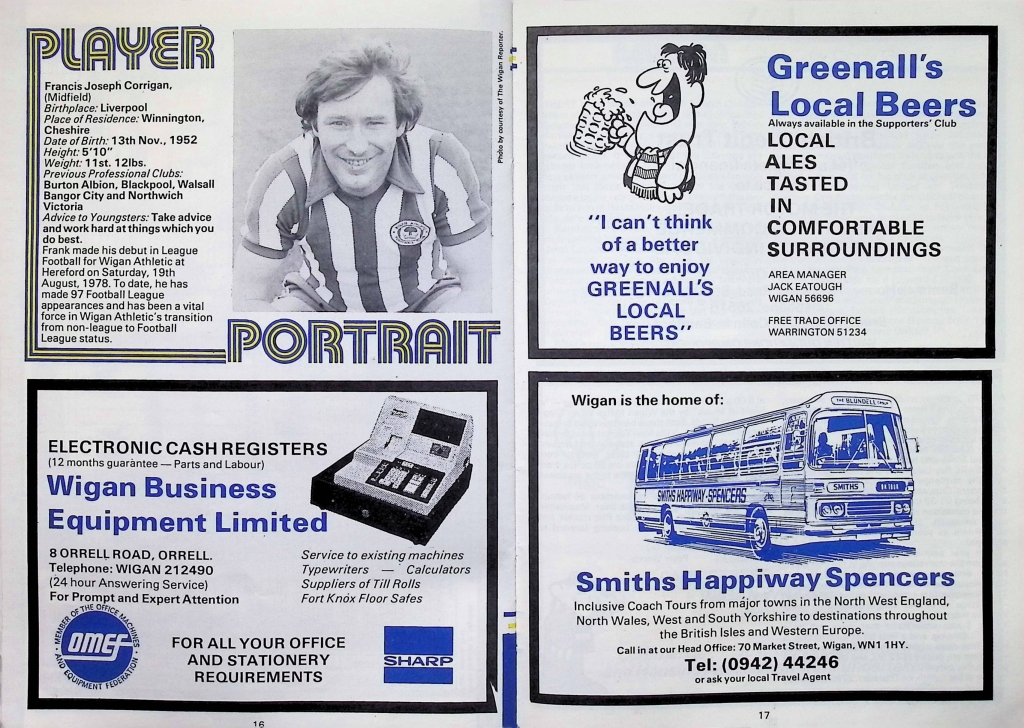 PLAYER
Francis Joseph Corrigan,
(Midfield)
Birthplace: Liverpool
Place of Residence: Winnington,
Cheshire
Date of Birth: 13th Nov., 1952
Height: 5'10"
Weight: 11st. 12lbs.
Previous Professional Clubs:
Burton Albion, Blackpool, Walsall
Bangor City and Northwich
Victoria
Advice to Youngsters: Take advice
and work hard at things which you
do best.
Frank made his debut in League
Football for Wigan Athletic at
Hereford on Saturday, 19th
August, 1978. To date, he has
made 97 Football League
appearances and has been a vital
force in Wigan Athletic's transition
from non-league to Football
League status.
Photo by courtesy of The Wigan Reporter.
PORTRAIT
ELECTRONIC CASH REGISTERS
(12 months guarantee — Parts and Labour)
Wigan Business
Equipment Limited
8 ORRELL ROAD, ORRELL.
Telephone: WIGAN 212490
(24 hour Answering Service)
For Prompt and Expert Attention
Service to existing machines
Typewriters — Calculators
Suppliers of Till Rolls
Fort Knox Floor Safes
MEMBER OF THE OFFICE MACHINES
OMEF
AND EQUIPMENT FEDERATION
FOR ALL YOUR OFFICE
AND STATIONERY
REQUIREMENTS
SHARP
16
Greenall's
Local Beers
Always available in the Supporters' Club
LOCAL
ALES
TASTED
IN
COMFORTABLE
SURROUNDINGS
"I can't think
of a better
way to enjoy
GREENALL'S
LOCAL
BEERS"
AREA MANAGER
JACK EATOUGH
WIGAN 56696
FREE TRADE OFFICE
WARRINGTON 51234
Wigan is the home of:
THE BLUNDELL
SMITHS HAPPIWAY-SPENCERS
SMITHS
ON TOUR
Smiths Happiway Spencers
Inclusive Coach Tours from major towns in the North West England,
North Wales, West and South Yorkshire to destinations throughout
the British Isles and Western Europe.
Call in at our Head Office: 70 Market Street, Wigan, WN1 1HY.
Tel: (0942) 44246
or ask your local Travel Agent
17